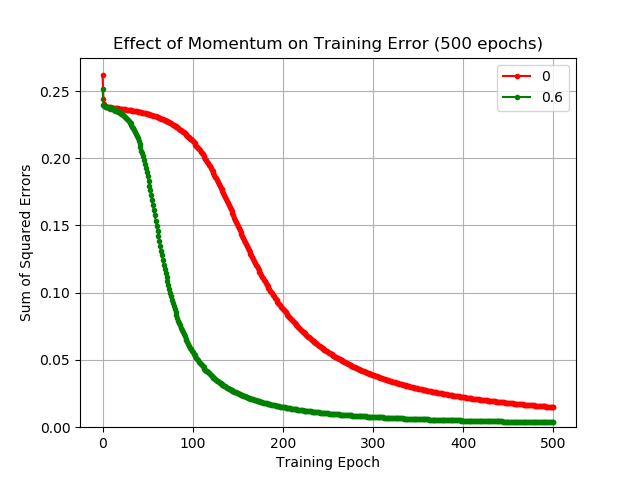 Effect of Momentum on Training Error (500 epochs)
0
0.6
0.25
0.20
0.15
0.10
0.05
0.00
Sum of Squared Errors
0 100 200 300 400 500
Training Epoch